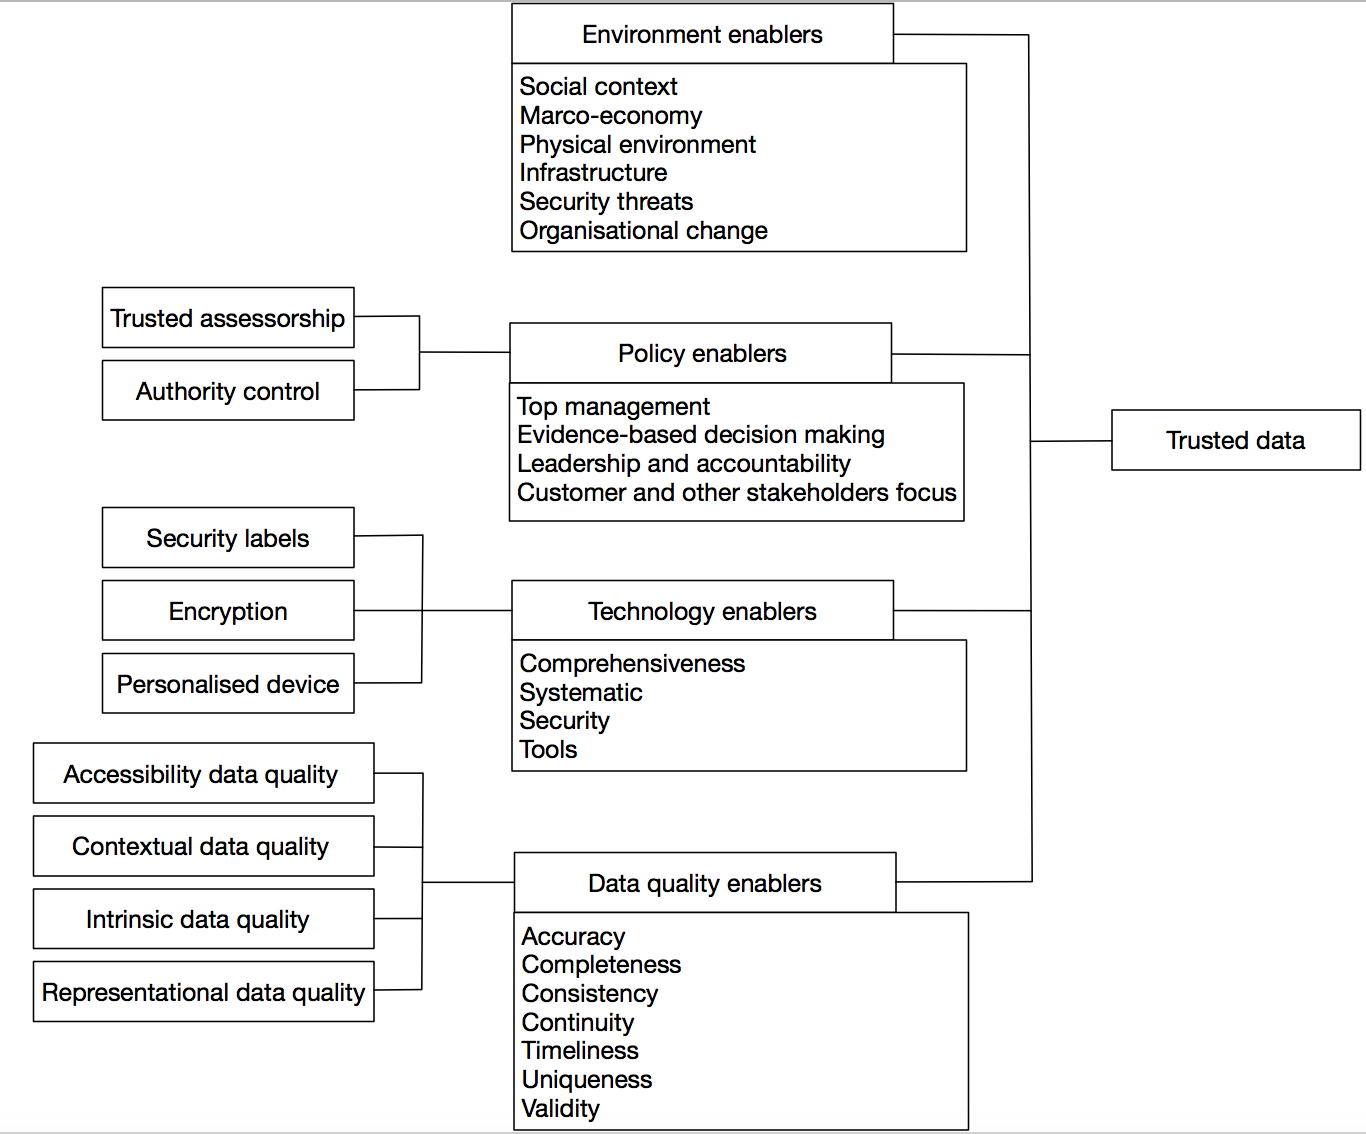 Environment enablers
Social context
Marco-economy
Physical environment
Infrastructure
Security threats
Organisational change
Trusted assessorship
Authority control
Policy enablers
Top management
Evidence-based decision making
Leadership and accountability
Customer and other stakeholders focus
Trusted data
Security labels
Encryption
Personalised device
Technology enablers
Comprehensiveness
Systematic
Security
Tools
Accessibility data quality
Contextual data quality
Intrinsic data quality
Representational data quality
Data quality enablers
Accuracy
Completeness
Consistency
Continuity
Timeliness
Uniqueness
Validity